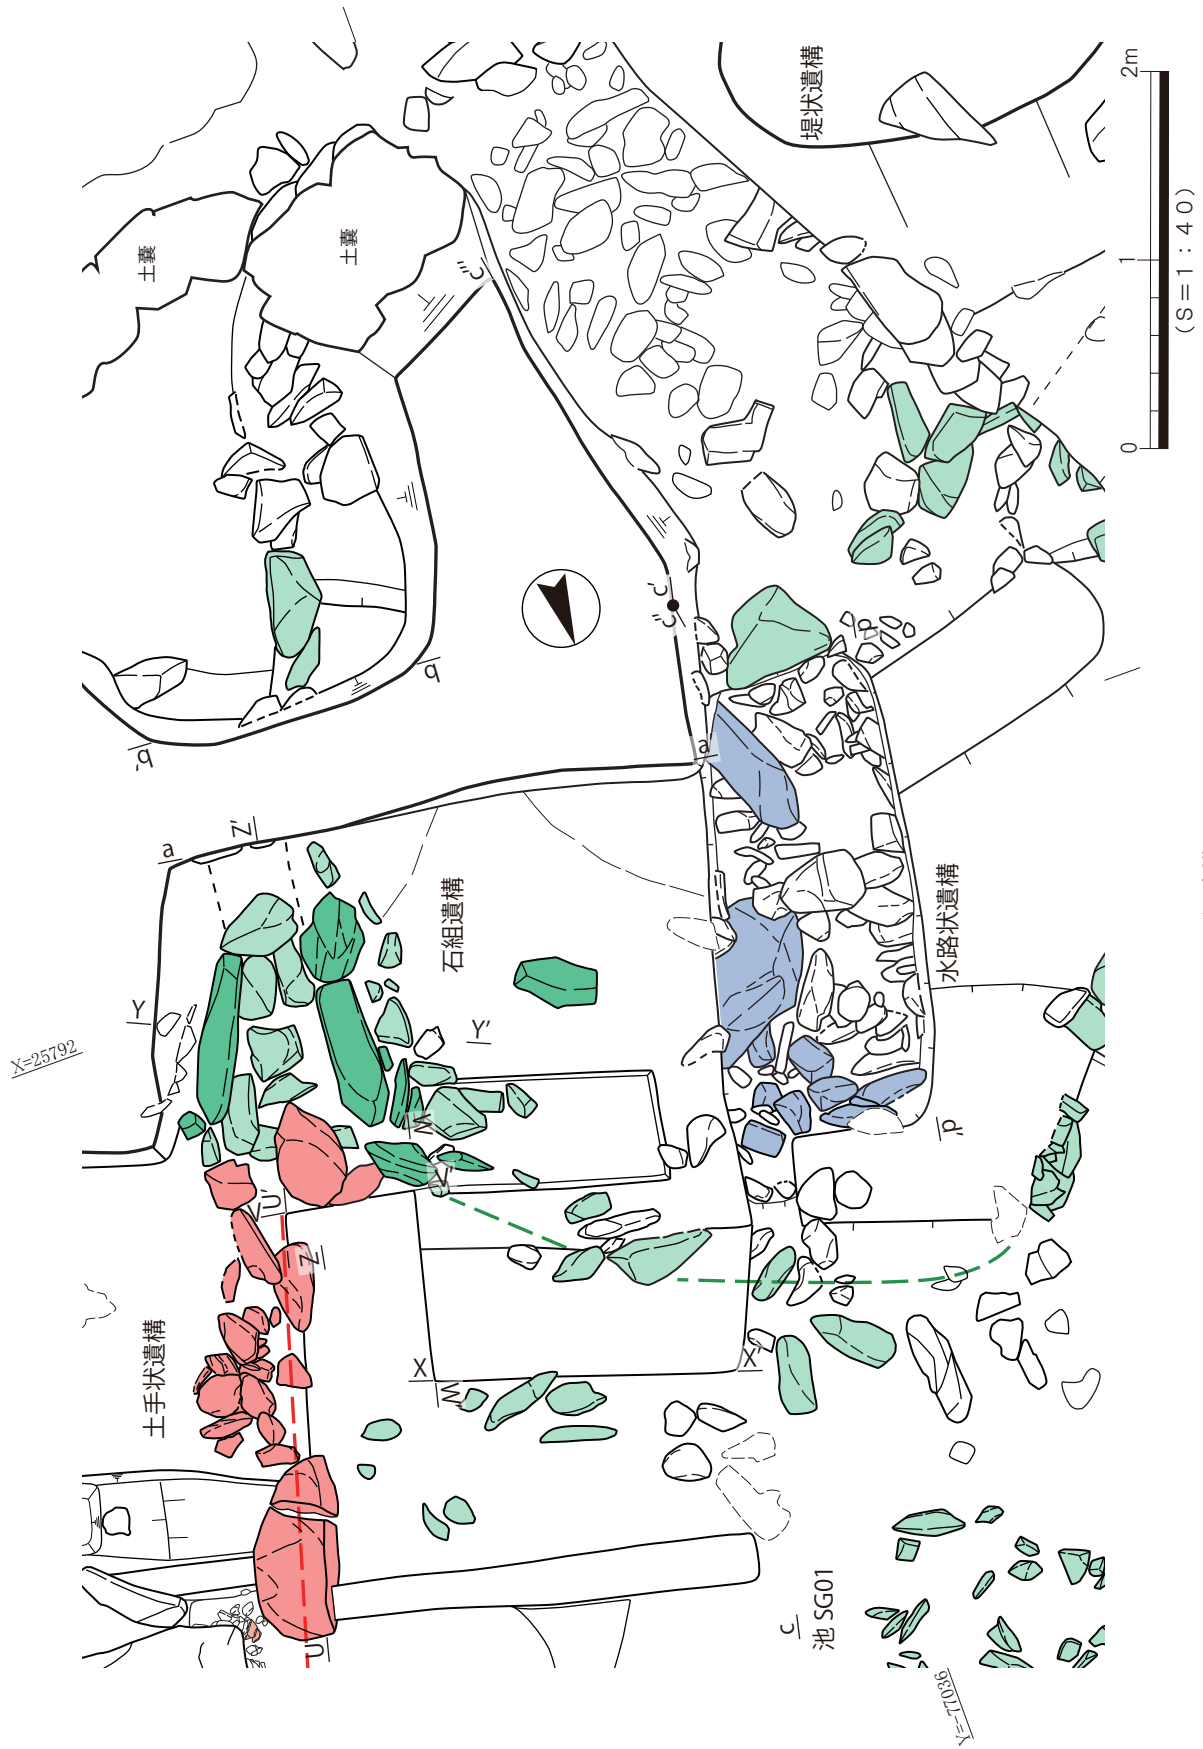 堤状遺構
2m
1
0
(S=1:40)
土嚢
土嚢
c'''
c'
c''
b
b'
d
a'
a
Z'
石組遺構
水路状遺構
Y
Y'
X=25792
W
V'
d'
U'
V
Z
土手状遺構
X
X'
W'
U
c
池 SG01
Y=-77036